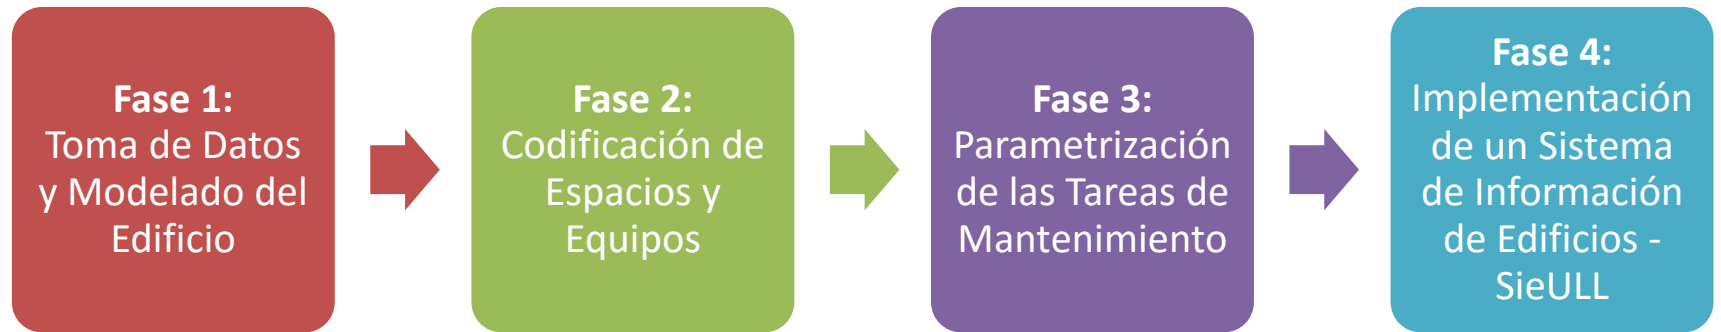 Fase 1:
Toma de Datos
y Modelado del
Edificio
Fase 2:
Codificación de
Espacios y
Equipos
Fase 3:
Parametrización
de las Tareas de
Mantenimiento
Fase 4:
Implementación
de un Sistema
de Información
de Edificios -
SieULL